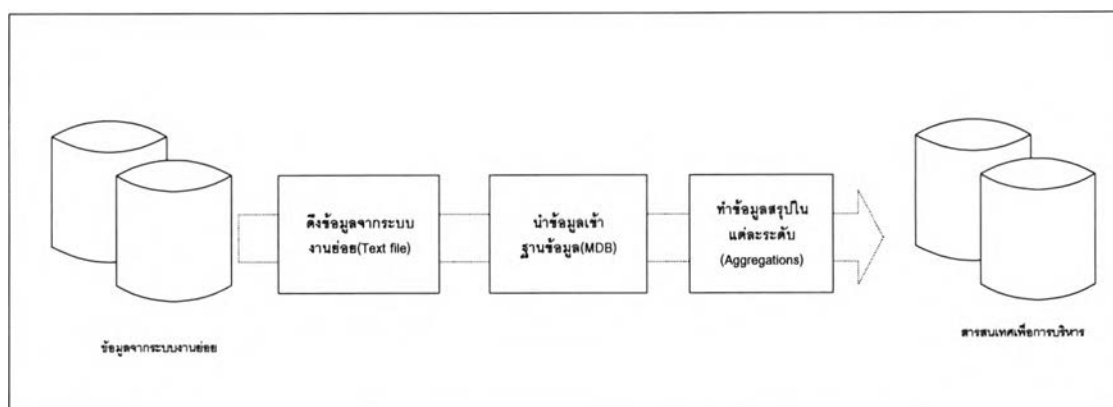 ดึงข้อมูลจากระบบ
งานย่อย(Text file)
นำข้อมูลเข้า
ฐานข้อมูล(MDB)
ทำข้อมูลสรุปใน
แต่ละระดับ
(Aggregations)
ข้อมูลจากระบบงานย่อย
สารสนเทศเพื่อการบริหาร